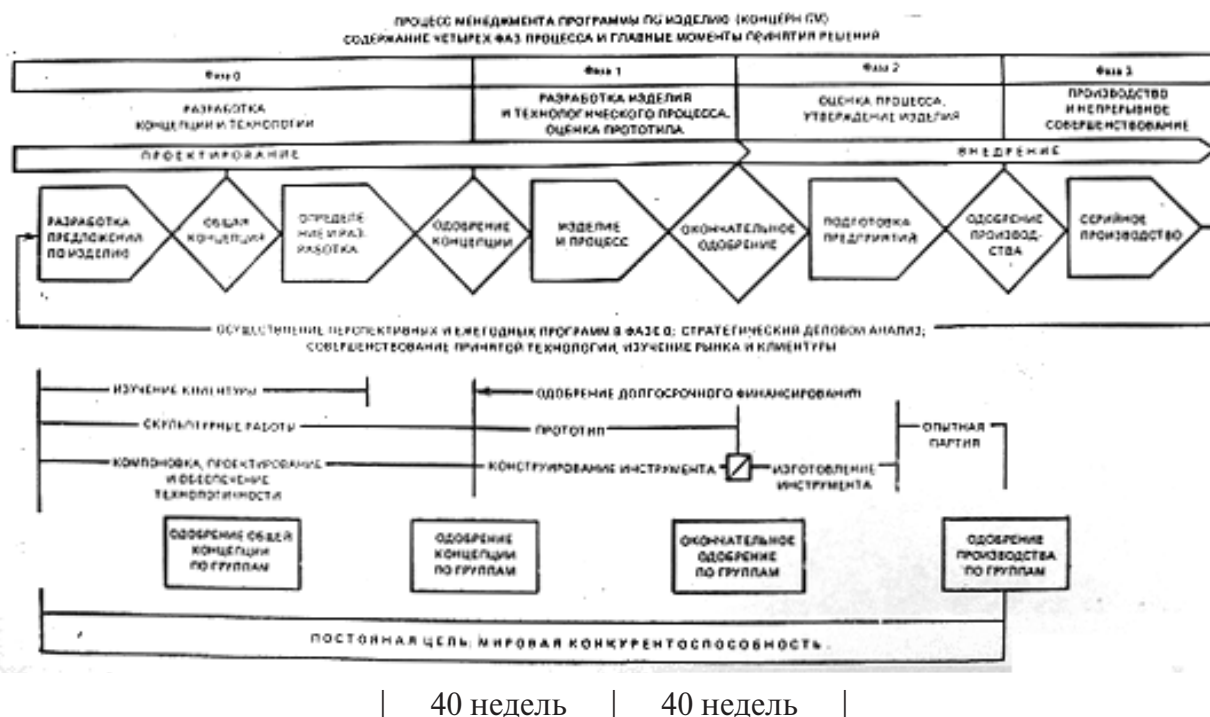 ПРОЦЕСС МЕНЕДЖМЕНТА ПРОГРАММЫ ПО ИЗДЕЛИЮ (КОНЦЕРН GM)
СОДЕРЖАНИЕ ЧЕТЫРЕХ ФАЗ ПРОЦЕССА И ГЛАВНЫЕ МОМЕНТЫ ПРИНЯТИЯ РЕШЕНИЙ
Фаза 0
Фаза 1
Фаза 2
Фаза 3
РАЗРАБОТКА
КОНЦЕПЦИИ И ТЕХНОЛОГИИ
РАЗРАБОТКА ИЗДЕЛИЯ
И ТЕХНОЛОГИЧЕСКОГО ПРОЦЕССА,
ОЦЕНКА ПРОТОТИПА
ОЦЕНКА ПРОЦЕССА,
УТВЕРЖДЕНИЕ ИЗДЕЛИЯ
ПРОИЗВОДСТВО
И НЕПРЕРЫВНОЕ
СОВЕРШЕНСТВОВАНИЕ
ПРОЕКТИРОВАНИЕ
ВНЕДРЕНИЕ
РАЗРАБОТКА
ПРЕДЛОЖЕНИЙ
ПО ИЗДЕЛИЮ
ОБЩАЯ
КОНЦЕПЦИЯ
ОПРЕДЕЛЕ-
НИЕ И РАЗ-
РАБОТКА
ОДОБРЕНИЕ
КОНЦЕПЦИИ
ИЗДЕЛИЕ
И ПРОЦЕСС
ОКОНЧАТЕЛЬНОЕ
ОДОБРЕНИЕ
ПОДГОТОВКА
ПРЕДПРИЯТИЙ
ОДОБРЕНИЕ
ПРОИЗВОД-
СТВА
СЕРИЙНОЕ
ПРОИЗВОДСТВО
ОСУЩЕСТВЛЕНИЕ ПЕРСПЕКТИВНЫХ И ЕЖЕГОДНЫХ ПРОГРАММ В ФАЗЕ 0; СТРАТЕГИЧЕСКИЙ ДЕЛОВОЙ АНАЛИЗ;
СОВЕРШЕНСТВОВАНИЕ ПРИНЯТОЙ ТЕХНОЛОГИИ, ИЗУЧЕНИЕ РЫНКА И КЛИЕНТУРЫ
ИЗУЧЕНИЕ КЛИЕНТУРЫ
ОДОБРЕНИЕ ДОЛГОСРОЧНОГО ФИНАНСИРОВАНИЯ
СКУЛЬПТУРНЫЕ РАБОТЫ
ПРОТОТИП
ОПЫТНАЯ
ПАРТИЯ
КОМПОНОВКА, ПРОЕКТИРОВАНИЕ
И ОБЕСПЕЧЕНИЕ
ТЕХНОЛОГИЧНОСТИ
КОНСТРУИРОВАНИЕ ИНСТРУМЕНТА
ИЗГОТОВЛЕНИЕ
ИНСТРУМЕНТА
ОДОБРЕНИЕ ОБЩЕЙ
КОНЦЕПЦИИ
ПО ГРУППАМ
ОДОБРЕНИЕ
КОНЦЕПЦИИ
ПО ГРУППАМ
ОКОНЧАТЕЛЬНОЕ
ОДОБРЕНИЕ
ПО ГРУППАМ
ОДОБРЕНИЕ
ПРОИЗВОДСТВА
ПО ГРУППАМ
ПОСТОЯННАЯ ЦЕЛЬ: МИРОВАЯ КОНКУРЕНТОСПОСОБНОСТЬ.
| 40 недель | 40 недель |